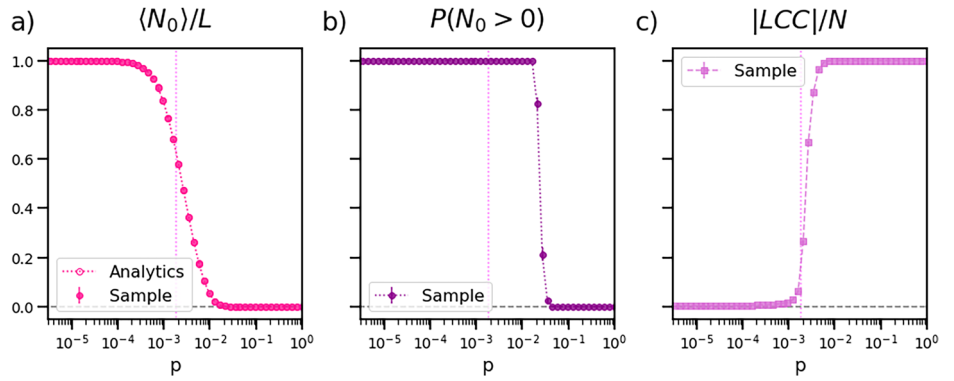 a) ⟨N₀⟩/L
b) P(N₀ > 0)
c) |LCC|/N
1.0
0.8
0.6
0.4
0.2
0.0
Analytics
Sample
Sample
Sample
10⁻⁵ 10⁻⁴ 10⁻³ 10⁻² 10⁻¹ 10⁰
10⁻⁵ 10⁻⁴ 10⁻³ 10⁻² 10⁻¹ 10⁰
10⁻⁵ 10⁻⁴ 10⁻³ 10⁻² 10⁻¹ 10⁰
p
p
p